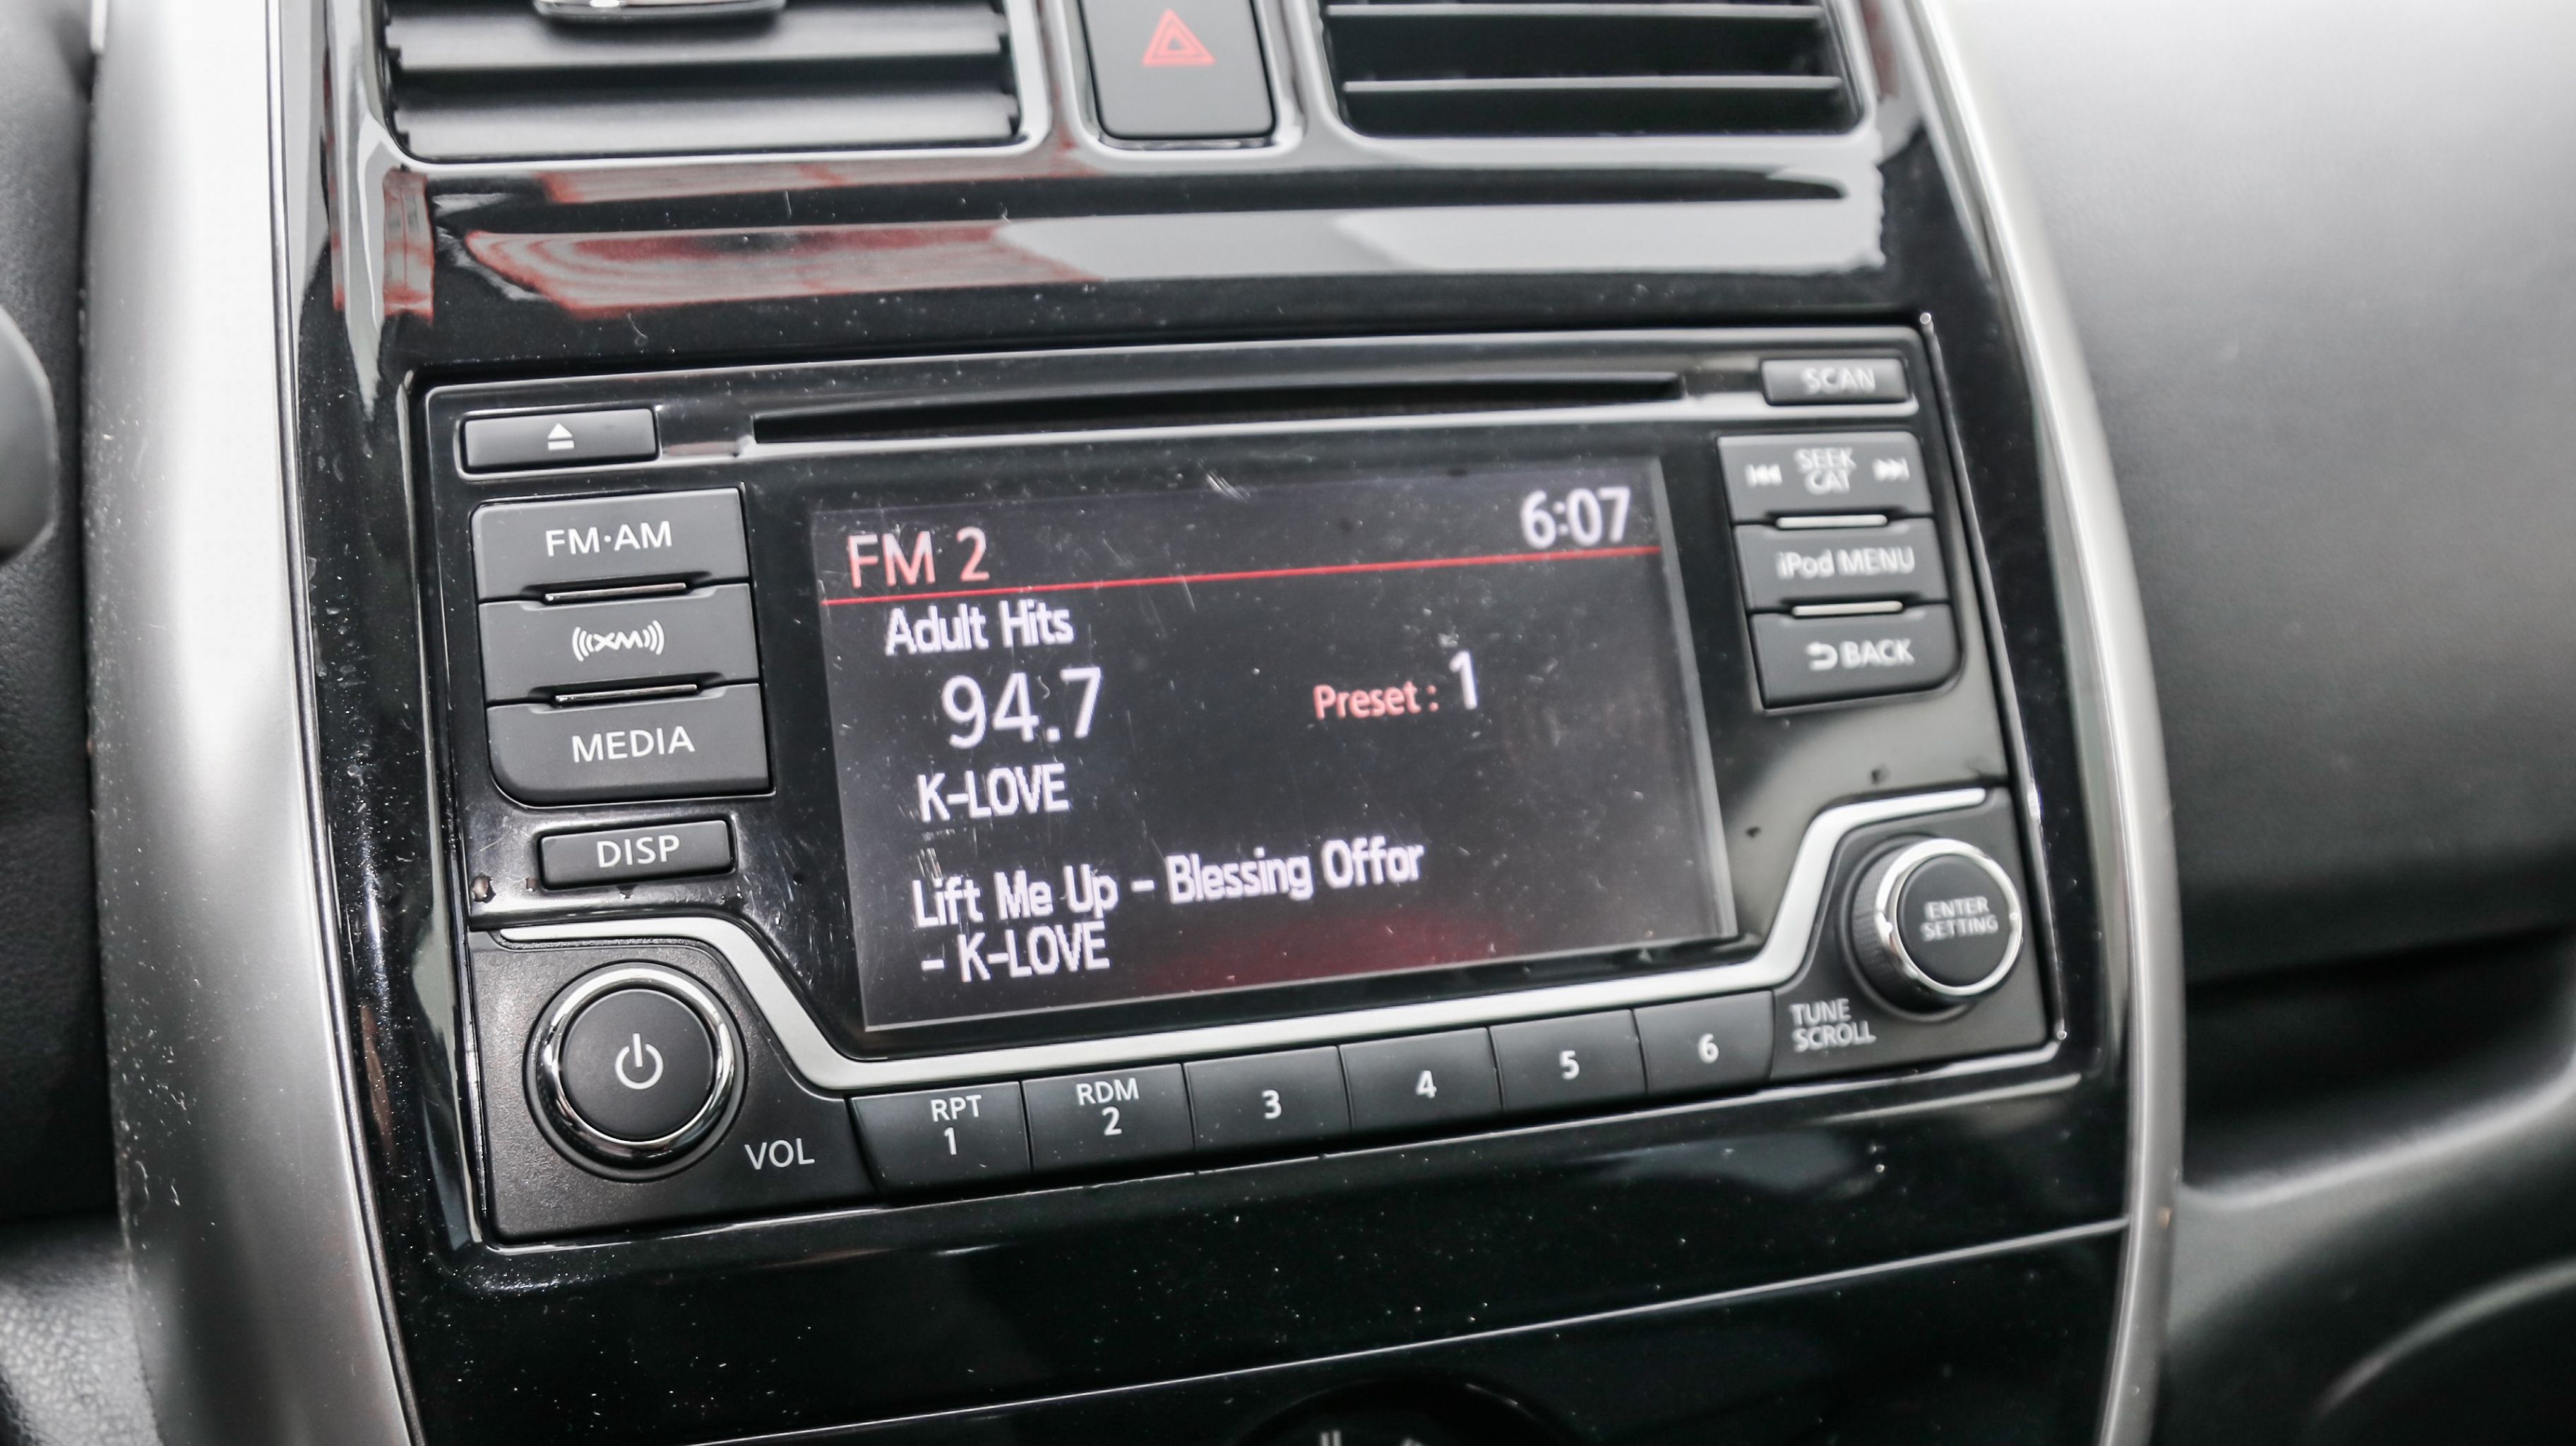 SCAN
FM·AM
XM
MEDIA
DISP
FM 2 6:07
Adult Hits
94.7 Preset : 1
K-LOVE
Lift Me Up - Blessing Offor
- K-LOVE
SEEK
CAT
iPod MENU
BACK
ENTER
SETTING
TUNE
SCROLL
VOL
RPT
1
RDM
2
3
4
5
6